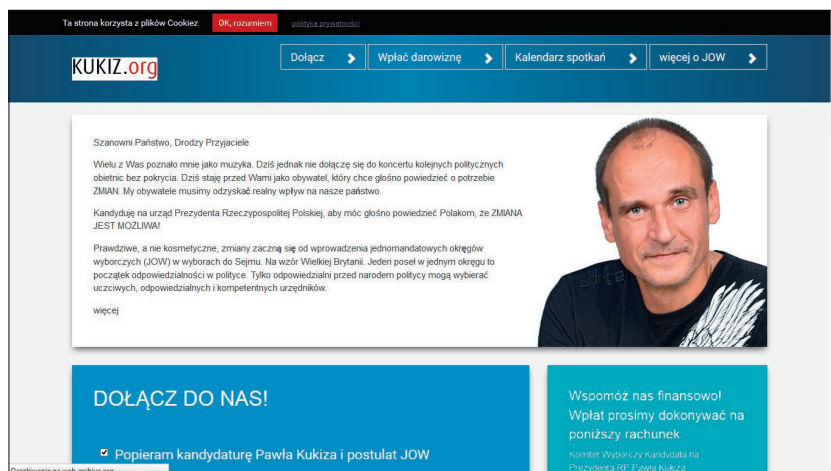 Ta strona korzysta z plików Cookiez OK, rozumiem polityka prywatności
KUKIZ.org
Dołącz Wpłać darowiznę Kalendarz spotkań więcej o JOW
Szanowni Państwo, Drodzy Przyjaciele
Wielu z Was poznało mnie jako muzyka. Dziś jednak nie dołączę się do koncertu kolejnych politycznych
obietnic bez pokrycia. Dziś staję przed Wami jako obywatel, który chce głośno powiedzieć o potrzebie
ZMIAN. My obywatele musimy odzyskać realny wpływ na nasze państwo.
Kandyduję na urząd Prezydenta Rzeczypospolitej Polskiej, aby móc głośno powiedzieć Polakom, że ZMIANA
JEST MOŻLIWA!
Prawdziwe, a nie kosmetyczne, zmiany zaczną się od wprowadzenia jednomandatowych okręgów
wyborczych (JOW) w wyborach do Sejmu. Na wzór Wielkiej Brytanii. Jeden poseł w jednym okręgu to
początek odpowiedzialności w polityce. Tylko odpowiedzialni przed narodem politycy mogą wybierać
uczciwych, odpowiedzialnych i kompetentnych urzędników.
więcej
DOŁĄCZ DO NAS!
Popieram kandydaturę Pawła Kukiza i postulat JOW
Wspomóż nas finansowo!
Wpłat prosimy dokonywać na
poniższy rachunek:
Komitet Wyborczy Kandydata na
Prezydenta RP Pawła Kukiza